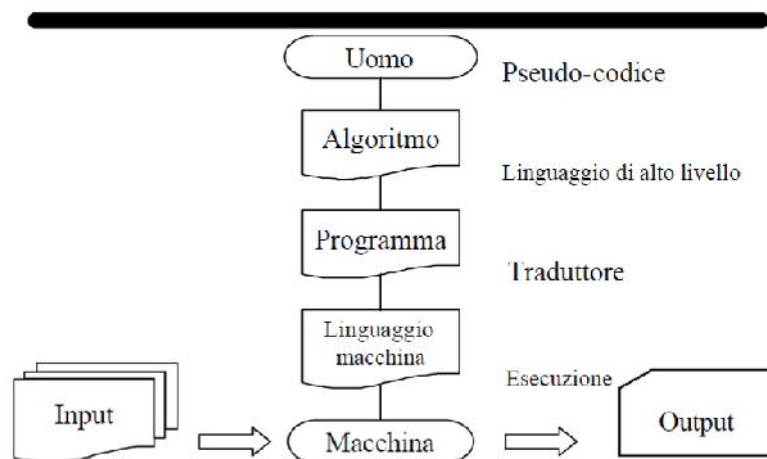 Uomo
Pseudo-codice
Algoritmo
Linguaggio di alto livello
Programma
Traduttore
Linguaggio
macchina
Esecuzione
Input
Macchina
Output